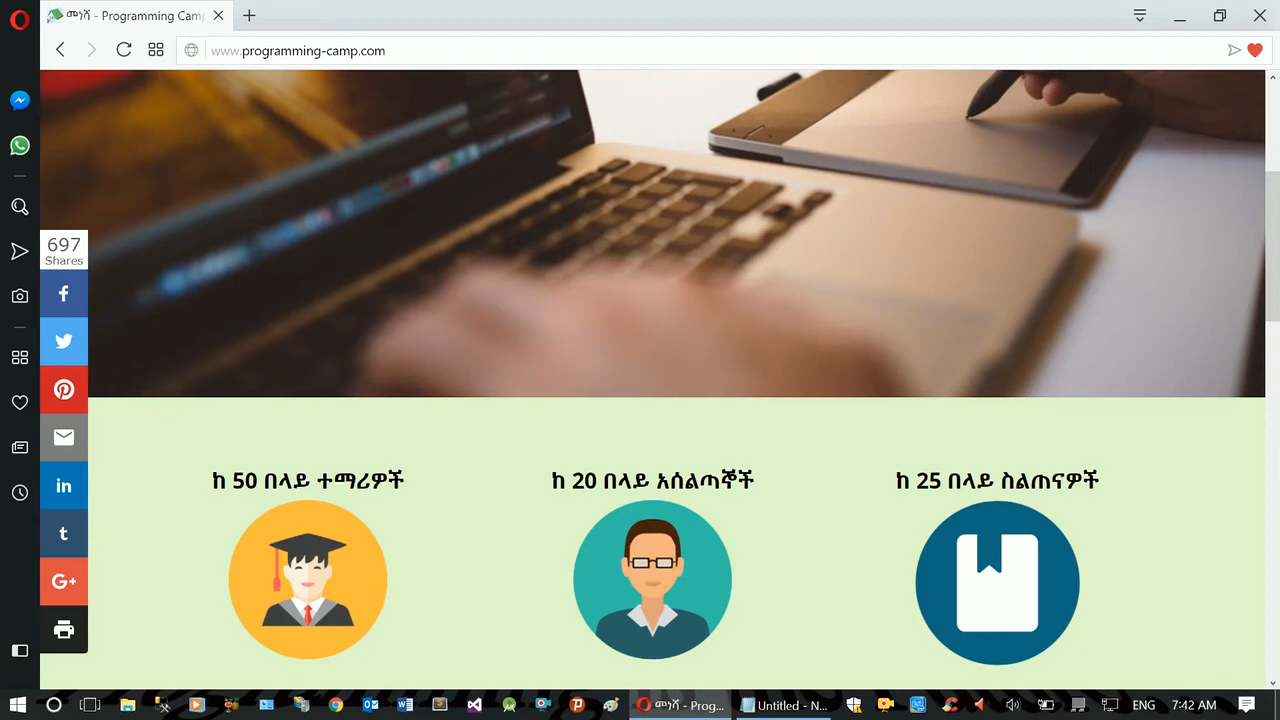 መነሻ - Programming Camp
www.programming-camp.com
697
Shares
ከ 50 በላይ ተማሪዎች
ከ 20 በላይ አሰልጣኞች
ከ 25 በላይ ስልጠናዎች
መነሻ - Prog...
Untitled - N...
ENG
7:42 AM